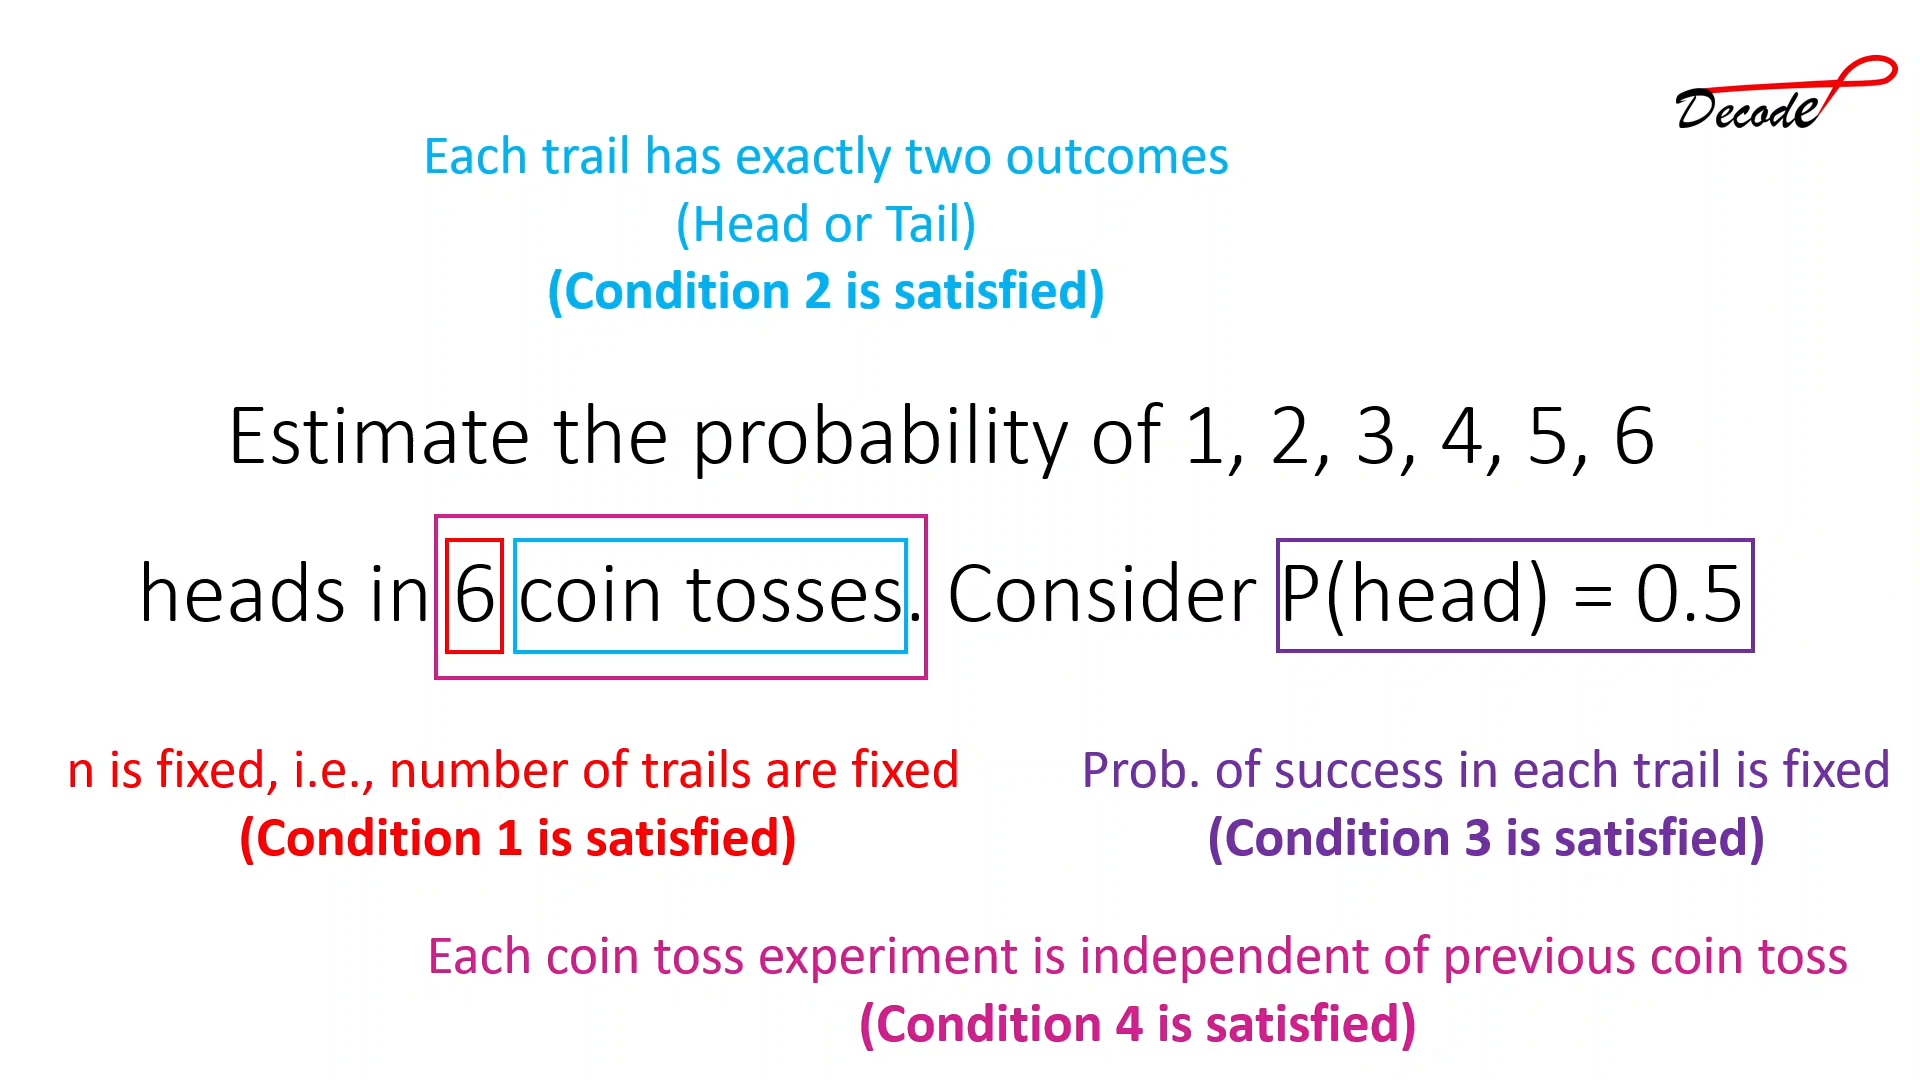 Decode
Each trail has exactly two outcomes
(Head or Tail)
(Condition 2 is satisfied)
Estimate the probability of 1, 2, 3, 4, 5, 6
heads in 6 coin tosses. Consider P(head) = 0.5
n is fixed, i.e., number of trails are fixed
(Condition 1 is satisfied)
Prob. of success in each trail is fixed
(Condition 3 is satisfied)
Each coin toss experiment is independent of previous coin toss
(Condition 4 is satisfied)